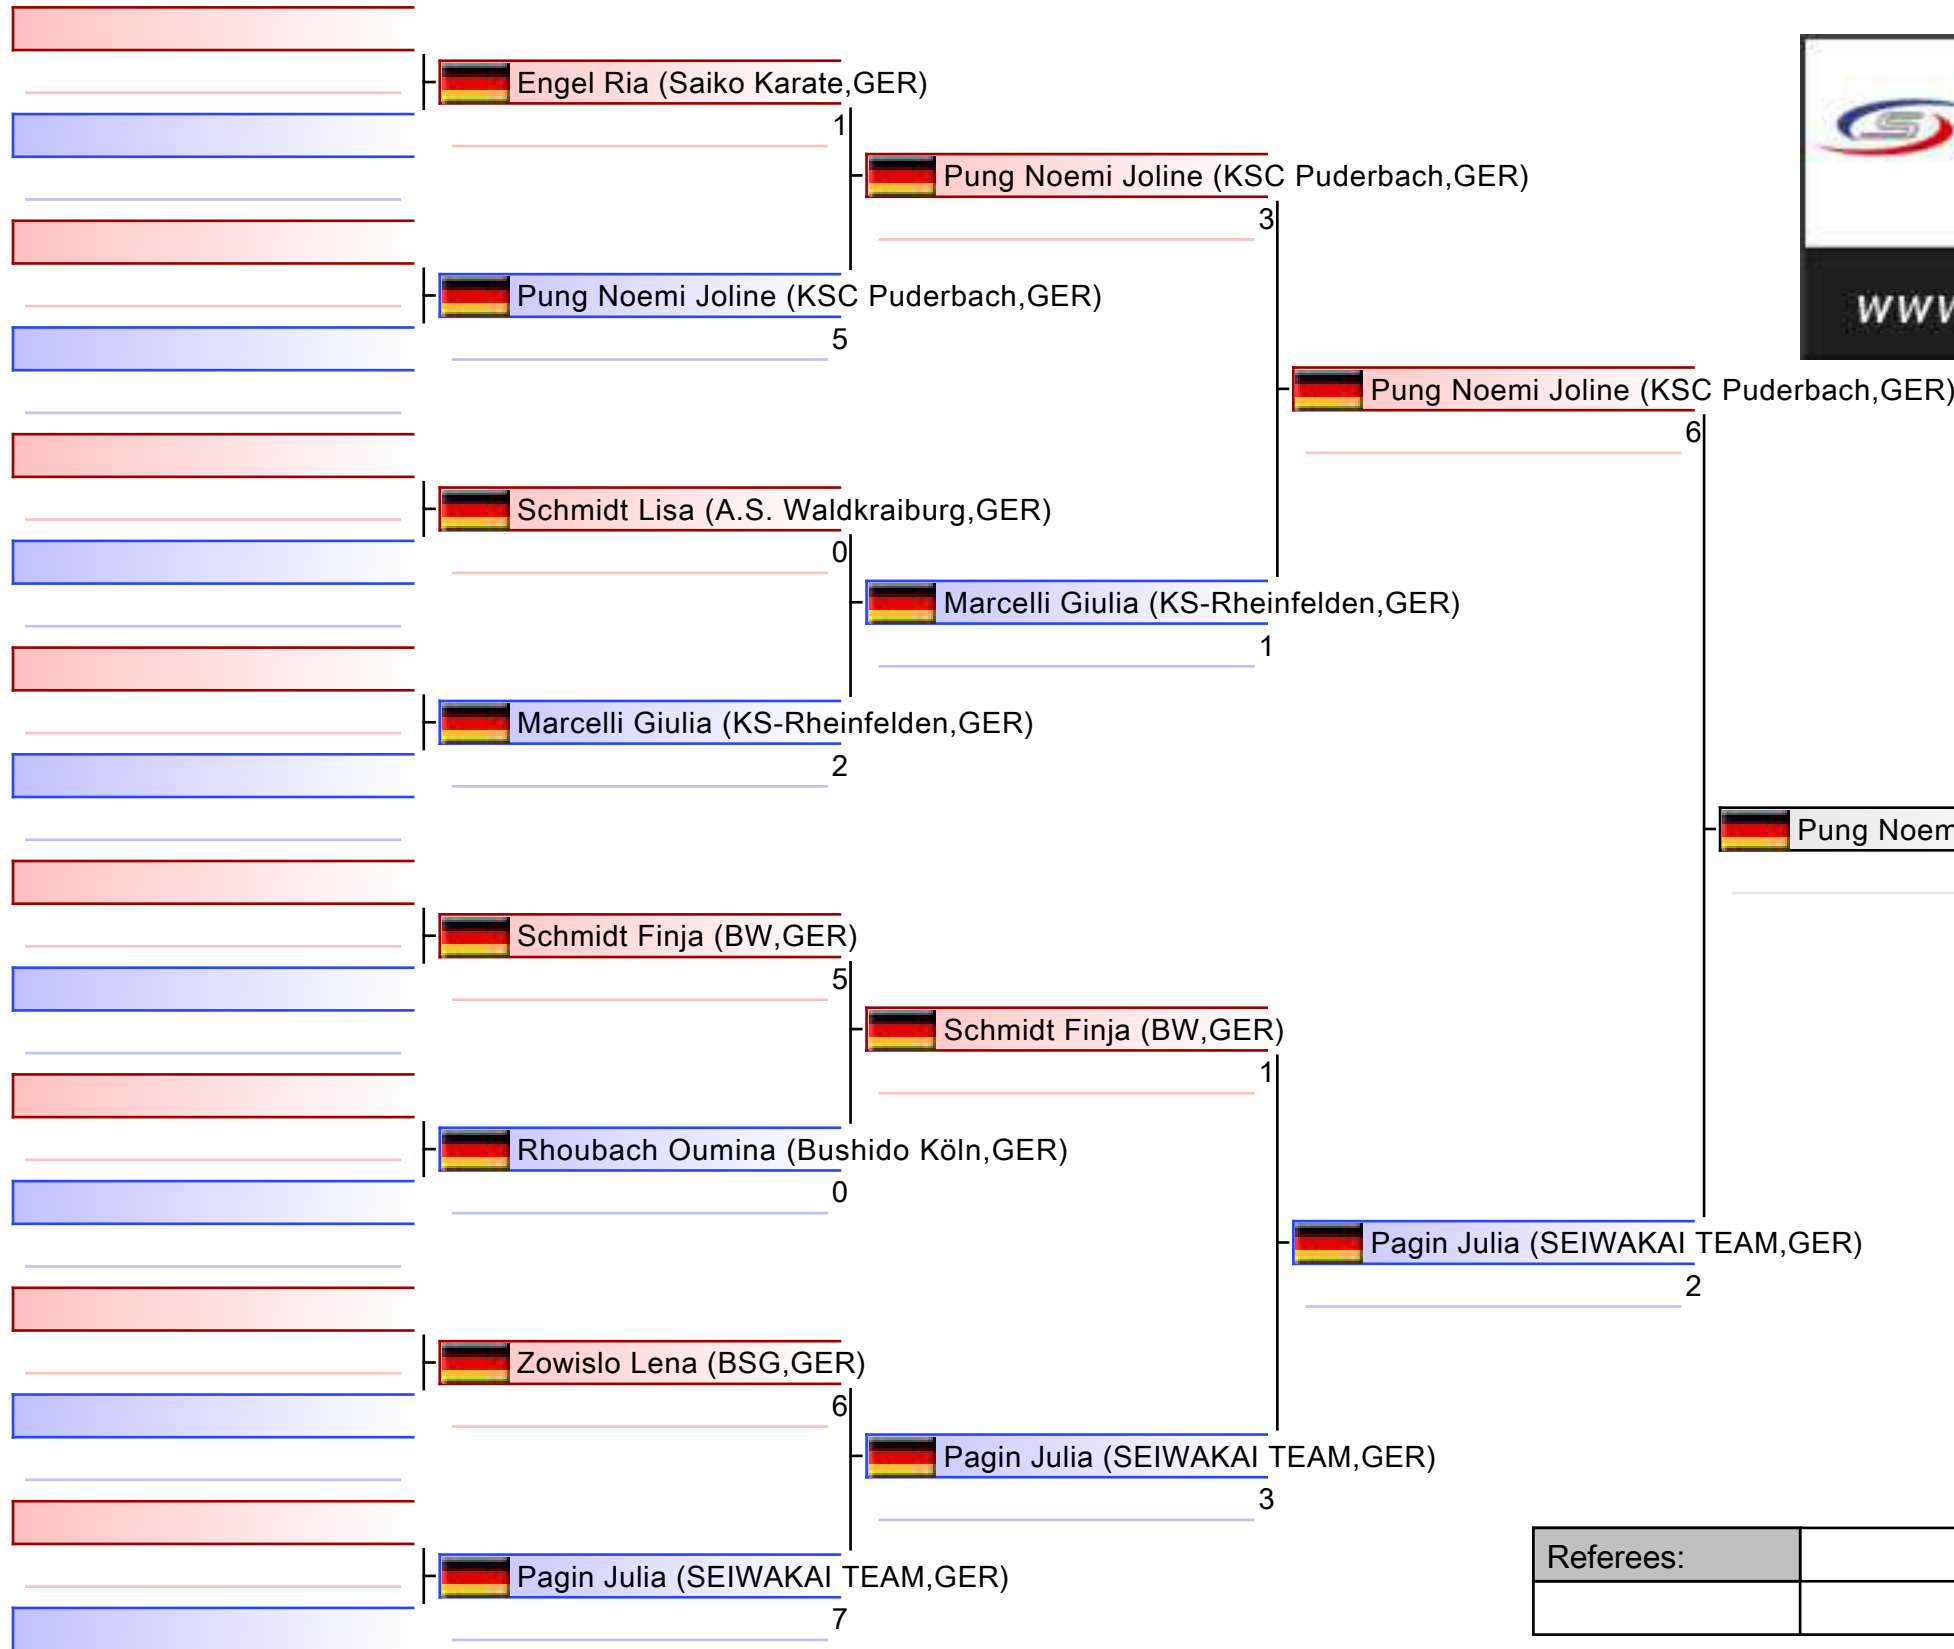 Engel Ria (Saiko Karate,GER)
1
Pung Noemi Joline (KSC Puderbach,GER)
3
Pung Noemi Joline (KSC Puderbach,GER)
5
Pung Noemi Joline (KSC Puderbach,GER)
6
Schmidt Lisa (A.S. Waldkraiburg,GER)
0
Marcelli Giulia (KS-Rheinfelden,GER)
1
Marcelli Giulia (KS-Rheinfelden,GER)
2
Pung Noem
Schmidt Finja (BW,GER)
5
Schmidt Finja (BW,GER)
1
Rhoubach Oumina (Bushido Köln,GER)
0
Pagin Julia (SEIWAKAI TEAM,GER)
2
Zowislo Lena (BSG,GER)
6
Pagin Julia (SEIWAKAI TEAM,GER)
3
Pagin Julia (SEIWAKAI TEAM,GER)
7
Referees: